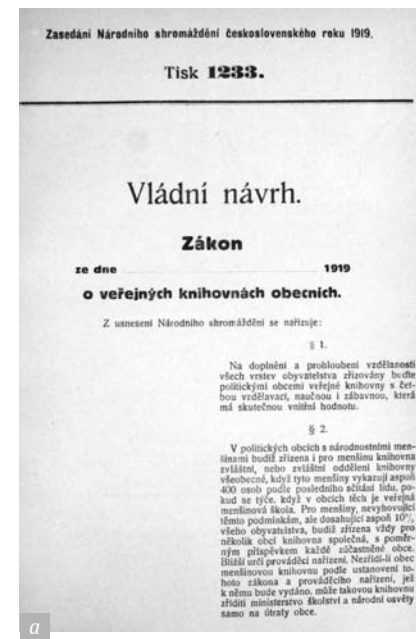 Zasedání Národního shromáždění československého roku 1919.
Tisk 1233.
Vládní návrh.
Zákon
ze dne 1919
o veřejných knihovnách obecních.
Z usnesení Národního shromáždění se nařizuje:
§ 1.
Na doplnění a prohloubení vzdělanosti
všech vrstev obyvatelstva zřizovány buďte
politickými obcemi veřejné knihovny s čet-
bou vzdělávací, naučnou i zábavnou, která
má skutečnou vnitřní hodnotu.
§ 2.
V politických obcích s národnostními men-
šinami budiž zřízena i pro menšinu knihovna
zvláštní, nebo zvláštní oddělení knihovny
všeobecné, když tyto menšiny vykazují aspoň
400 osob podle posledního sčítání lidu, po-
kud se týče, když v obcích těch je veřejná
menšinová škola. Pro menšiny, nevyhovující
těmto podmínkám, ale dosahující aspoň 10%
všeho obyvatelstva, budiž zřízena vždy pro
několik obcí knihovna společná, s poměr-
ným příspěvkem každé zúčastněné obce.
Bližší určí prováděcí nařízení. Nezřídí-li obec
menšinovou knihovnu podle ustanovení to-
hoto zákona a prováděcího nařízení, jež
k němu bude vydáno, může takovou knihovnu
zříditi ministerstvo školství a národní osvěty
samo na útraty obce.
a